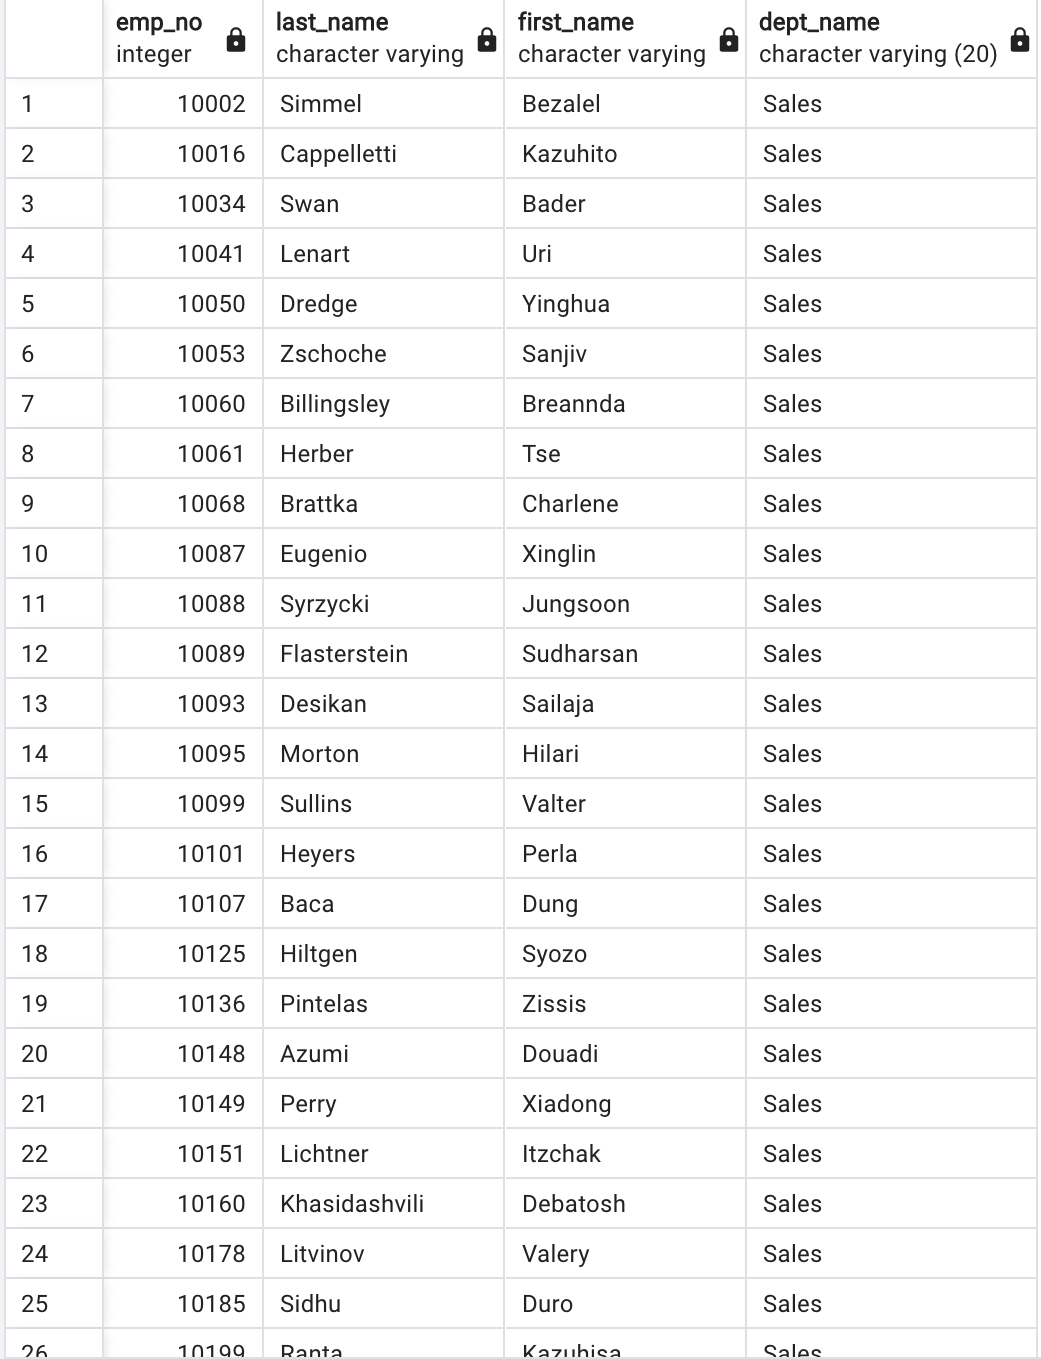 emp_no last_name first_name dept_name
integer character varying character varying character varying (20)
1 10002 Simmel Bezalel Sales
2 10016 Cappelletti Kazuhito Sales
3 10034 Swan Bader Sales
4 10041 Lenart Uri Sales
5 10050 Dredge Yinghua Sales
6 10053 Zschoche Sanjiv Sales
7 10060 Billingsley Breannda Sales
8 10061 Herber Tse Sales
9 10068 Brattka Charlene Sales
10 10087 Eugenio Xinglin Sales
11 10088 Syrzycki Jungsoon Sales
12 10089 Flasterstein Sudharsan Sales
13 10093 Desikan Sailaja Sales
14 10095 Morton Hilari Sales
15 10099 Sullins Valter Sales
16 10101 Heyers Perla Sales
17 10107 Baca Dung Sales
18 10125 Hiltgen Syozo Sales
19 10136 Pintelas Zissis Sales
20 10148 Azumi Douadi Sales
21 10149 Perry Xiadong Sales
22 10151 Lichtner Itzchak Sales
23 10160 Khasidashvili Debatosh Sales
24 10178 Litvinov Valery Sales
25 10185 Sidhu Duro Sales
26 10199 Ranta Kazuhisa Sales